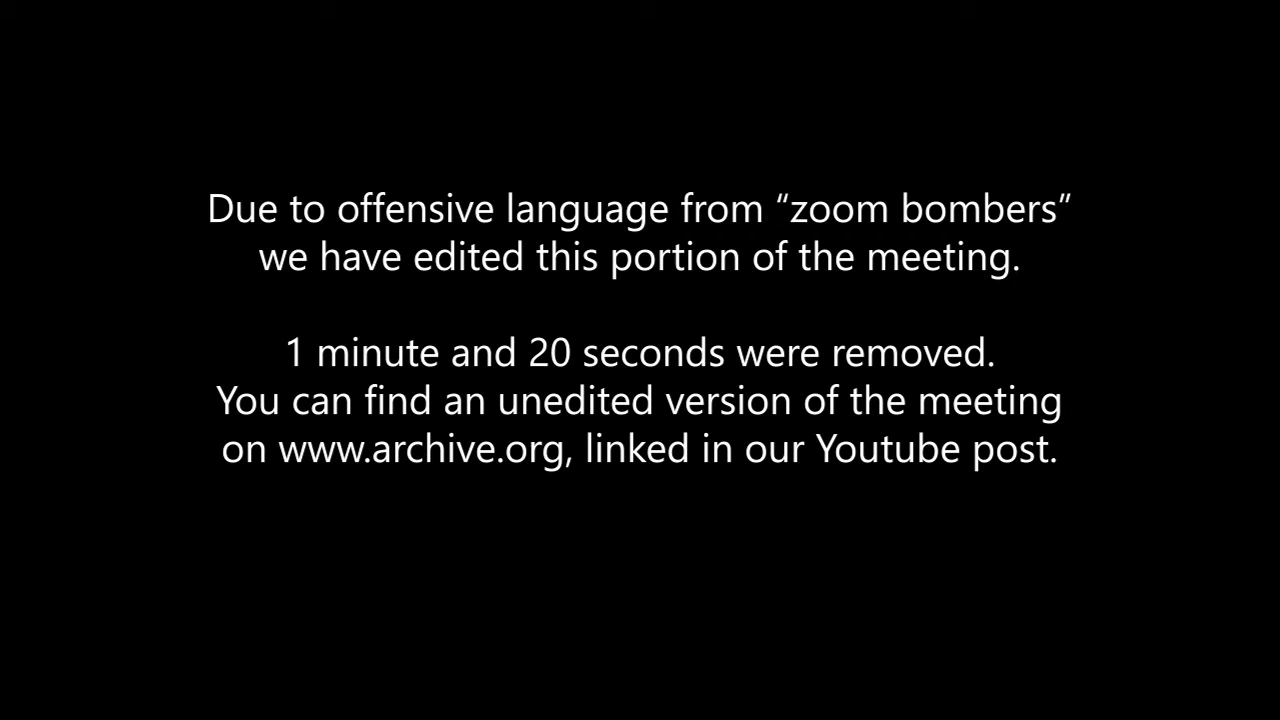 Due to offensive language from “zoom bombers”
we have edited this portion of the meeting.
1 minute and 20 seconds were removed.
You can find an unedited version of the meeting
on www.archive.org, linked in our Youtube post.